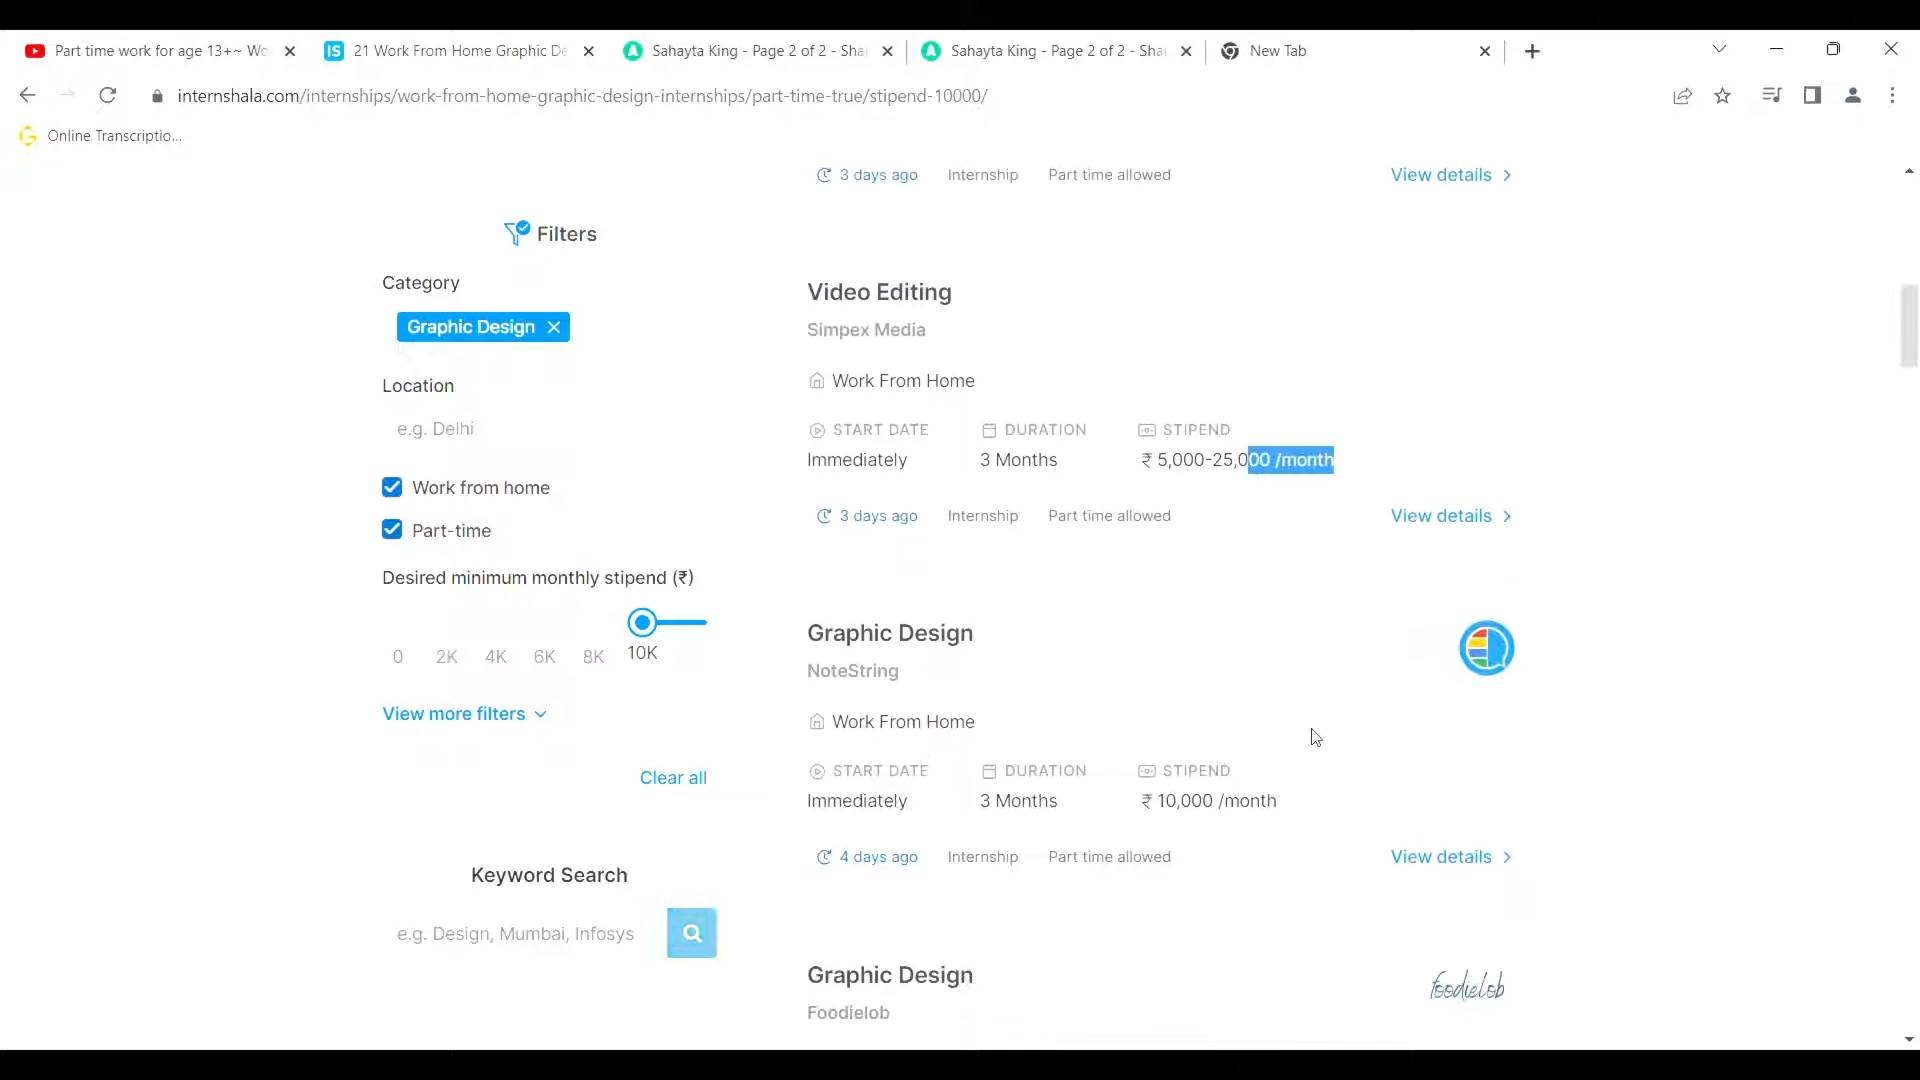 Part time work for age 13+~ Wo
21 Work From Home Graphic De
Sahayta King - Page 2 of 2 - Shar
Sahayta King - Page 2 of 2 - Shar
New Tab
internshala.com/internships/work-from-home-graphic-design-internships/part-time-true/stipend-10000/
Online Transcriptio...
3 days ago Internship Part time allowed View details
Filters
Category
Graphic Design
Location
e.g. Delhi
Work from home
Part-time
Desired minimum monthly stipend (₹)
0 2K 4K 6K 8K 10K
View more filters
Clear all
Keyword Search
e.g. Design, Mumbai, Infosys
Video Editing
Simpex Media
Work From Home
START DATE DURATION STIPEND
Immediately 3 Months ₹ 5,000-25,000 /month
3 days ago Internship Part time allowed View details
Graphic Design
NoteString
Work From Home
START DATE DURATION STIPEND
Immediately 3 Months ₹ 10,000 /month
4 days ago Internship Part time allowed View details
Graphic Design
foodielob
Foodielob